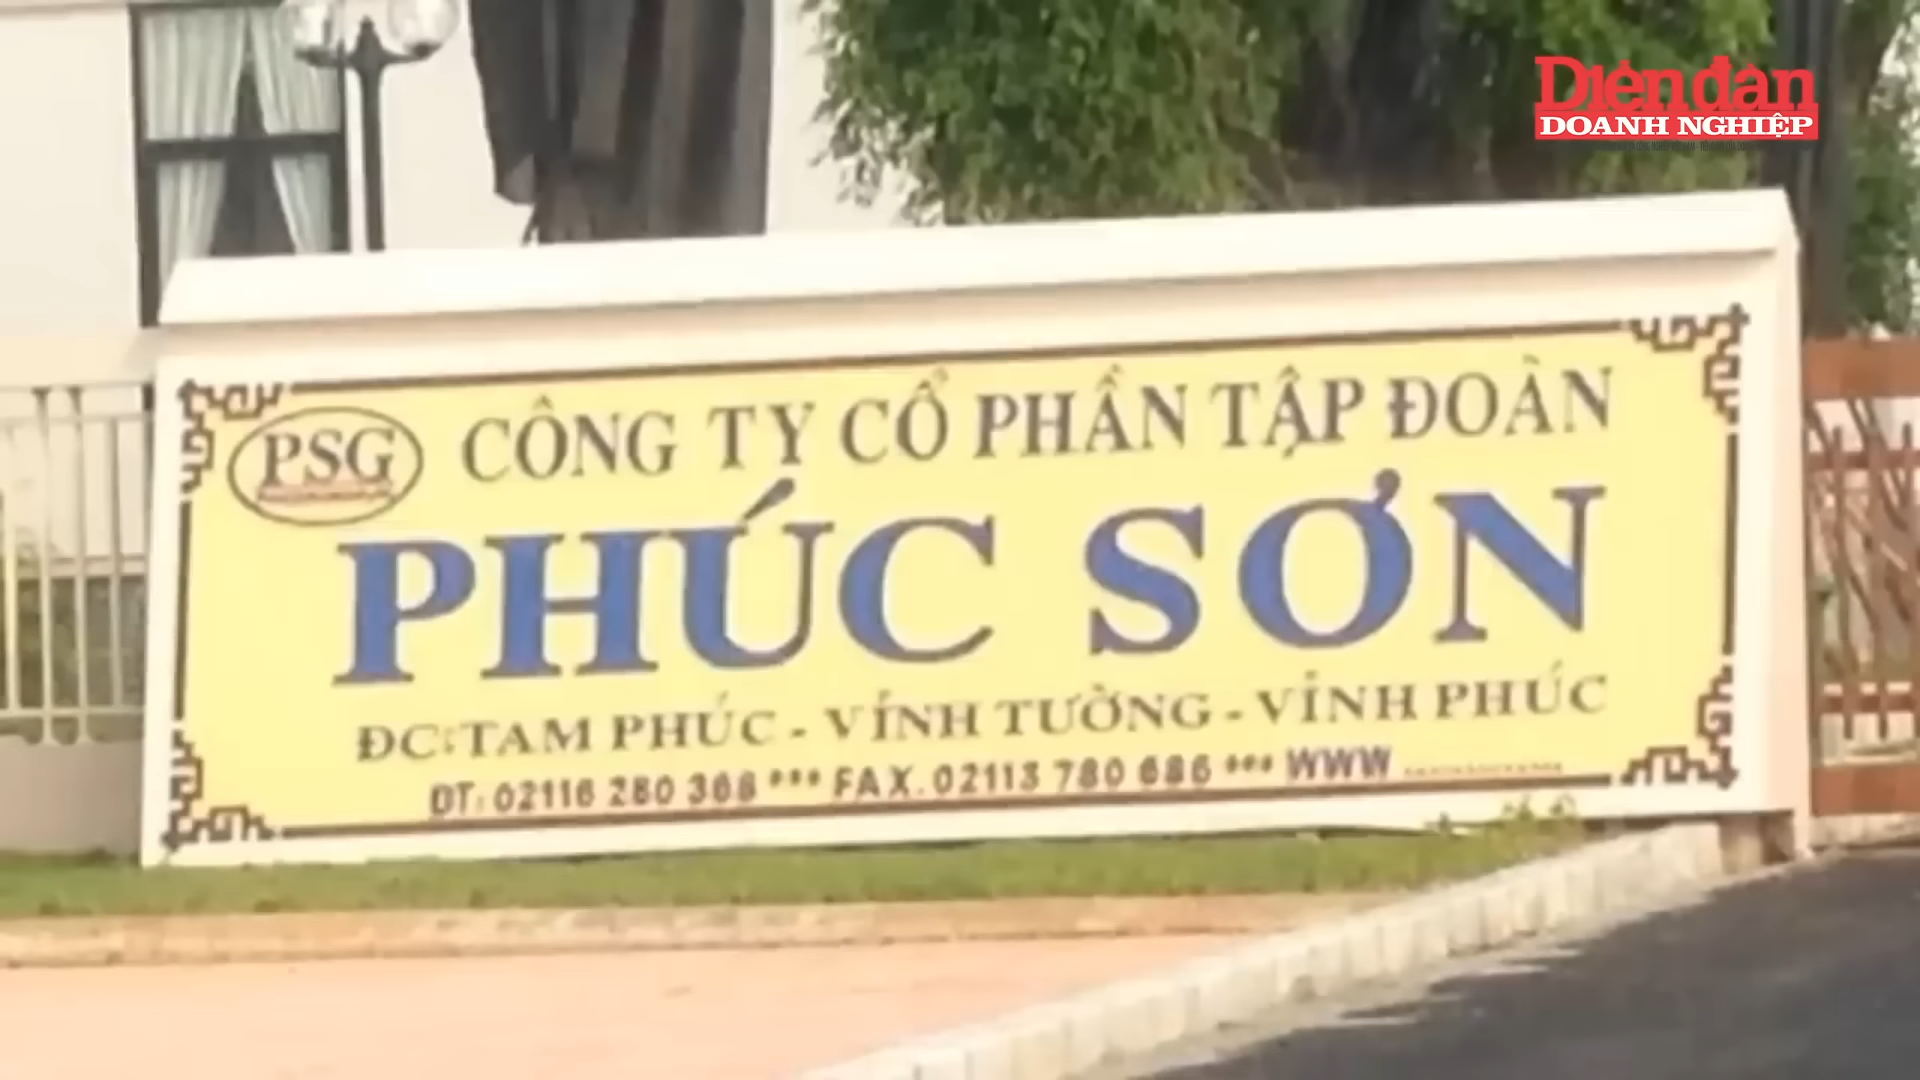 Diễn đàn
DOANH NGHIỆP
PSG
CÔNG TY CỔ PHẦN TẬP ĐOÀN
PHÚC SƠN
ĐC:TAM PHÚC - VĨNH TƯỜNG - VĨNH PHÚC
ĐT: 02116 280 368 *** FAX. 02113 780 686 *** WWW